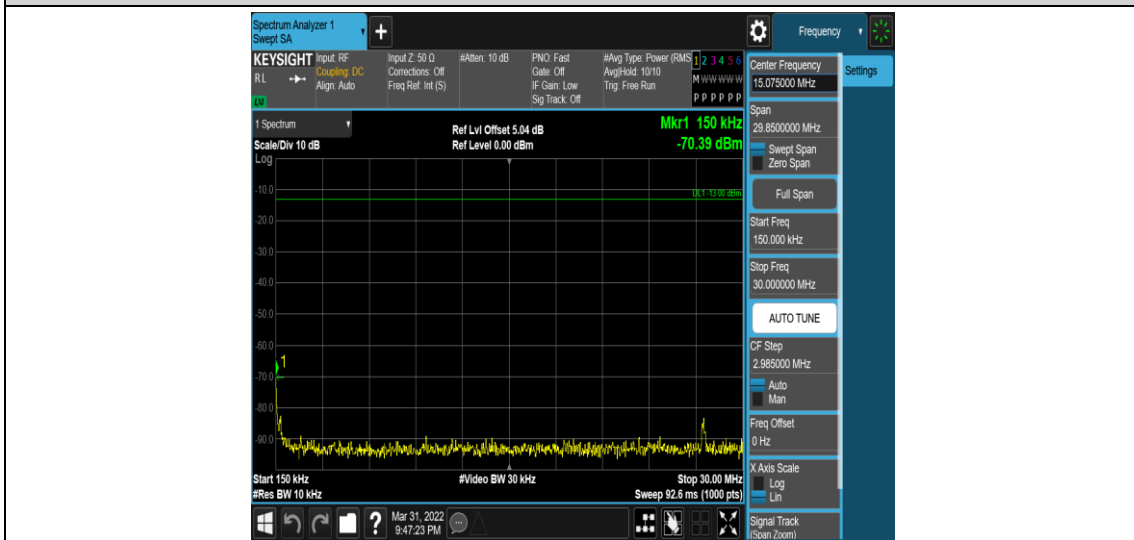 Spectrum Analyzer 1
Swept SA
+
Frequency
KEYSIGHT
RL
LXI
Input: RF
Coupling: DC
Align: Auto
Input Z: 50 Ω
Corrections: Off
Freq Ref: Int (S)
#Atten: 10 dB
PNO: Fast
Gate: Off
IF Gain: Low
Sig Track: Off
#Avg Type: Power (RMS
Avg|Hold: 10/10
Trig: Free Run
1 2 3 4 5 6
M W W W W W
P P P P P P
Center Frequency
15.075000 MHz
Settings
1 Spectrum
Scale/Div 10 dB
Ref Lvl Offset 5.04 dB
Ref Level 0.00 dBm
Mkr1 150 kHz
-70.39 dBm
Log
DL1 -13.00 dBm
-10.0
-20.0
-30.0
-40.0
-50.0
-60.0
-70.0
-80.0
-90.0
1
Start 150 kHz
#Res BW 10 kHz
#Video BW 30 kHz
Stop 30.00 MHz
Sweep 92.6 ms (1000 pts)
Span
29.8500000 MHz
Swept Span
Zero Span
Full Span
Start Freq
150.000 kHz
Stop Freq
30.000000 MHz
AUTO TUNE
CF Step
2.985000 MHz
Auto
Man
Freq Offset
0 Hz
X Axis Scale
Log
Lin
Signal Track
(Span Zoom)
?
Mar 31, 2022
9:47:23 PM